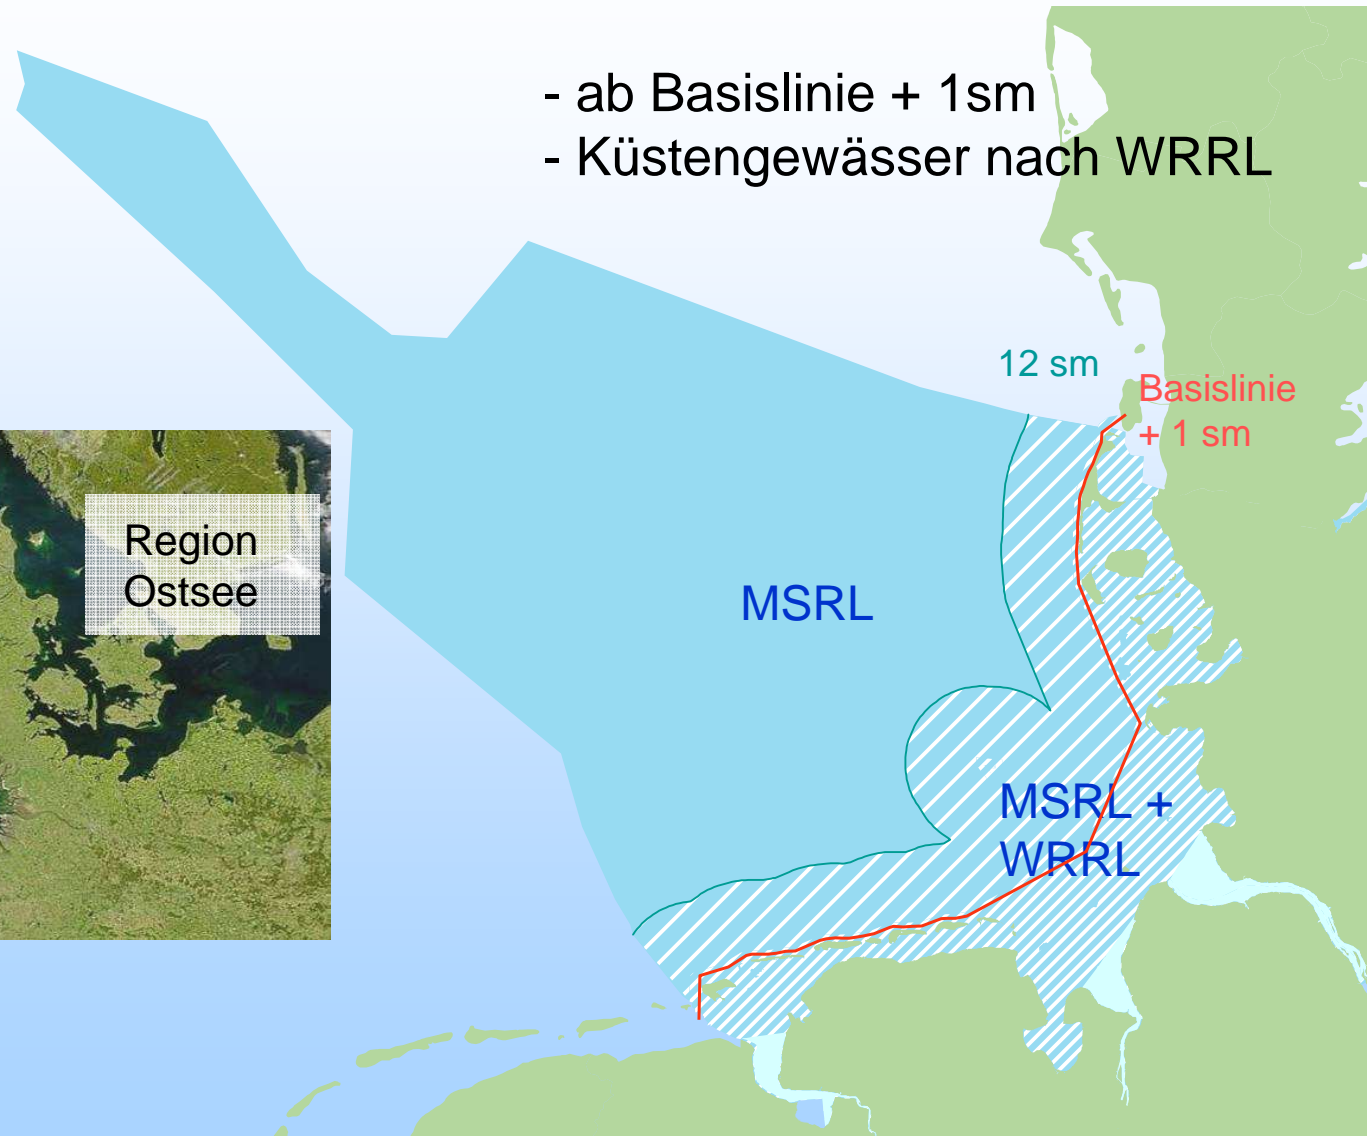 - ab Basislinie + 1sm
- Küstengewässer nach WRRL
12 sm
Basislinie
+ 1 sm
Region
Ostsee
MSRL
MSRL +
WRRL